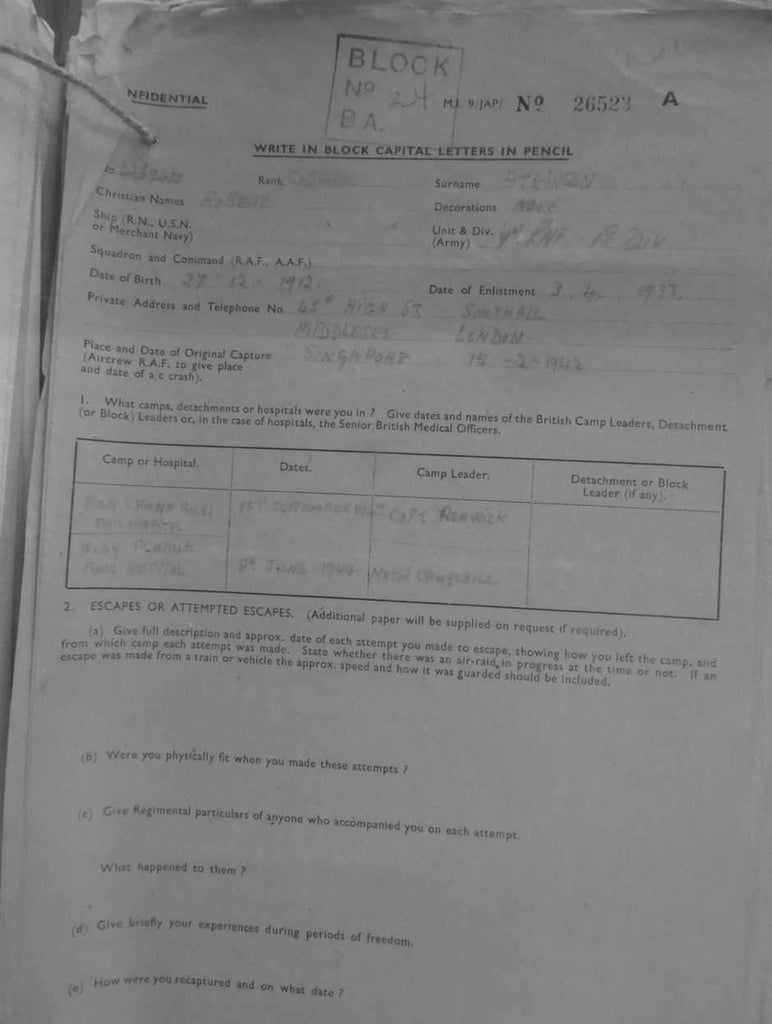 BLOCK
Nº 24
B.A.
NFIDENTIAL
M.I. 9/JAP/ Nº 26523 A
WRITE IN BLOCK CAPITAL LETTERS IN PENCIL
No.
Rank
Surname
Christian Names ROBERT
Decorations NONE
Ship (R.N., U.S.N.
or Merchant Navy)
Unit & Div.
(Army)
18 DIV
Squadron and Command (R.A.F., A.A.F.)
Date of Birth 27 12 1912.
Date of Enlistment 3. 4. 1933.
Private Address and Telephone No. HIGH ST. SOUTHALL
MIDDLESEX LONDON.
Place and Date of Original Capture
(Aircrew R.A.F. to give place
and date of a/c crash).
SINGAPORE 15 -2-1942
1. What camps, detachments or hospitals were you in ? Give dates and names of the British Camp Leaders, Detachment
(or Block) Leaders or, in the case of hospitals, the Senior British Medical Officers.
Camp or Hospital. Dates. Camp Leader. Detachment or Block
Leader (if any).
SEPTEMBER CAPT RENWICK
HOSPITAL
NONG PLADUK
HOSPITAL 8th JUNE 1944 MAJOR
2. ESCAPES OR ATTEMPTED ESCAPES. (Additional paper will be supplied on request if required).
(a) Give full description and approx. date of each attempt you made to escape, showing how you left the camp, and
from which camp each attempt was made. State whether there was an air-raid in progress at the time or not. If an
escape was made from a train or vehicle the approx. speed and how it was guarded should be included.
(b) Were you physically fit when you made these attempts ?
(c) Give Regimental particulars of anyone who accompanied you on each attempt.
What happened to them ?
(d) Give briefly your experiences during periods of freedom.
(e) How were you recaptured and on what date ?